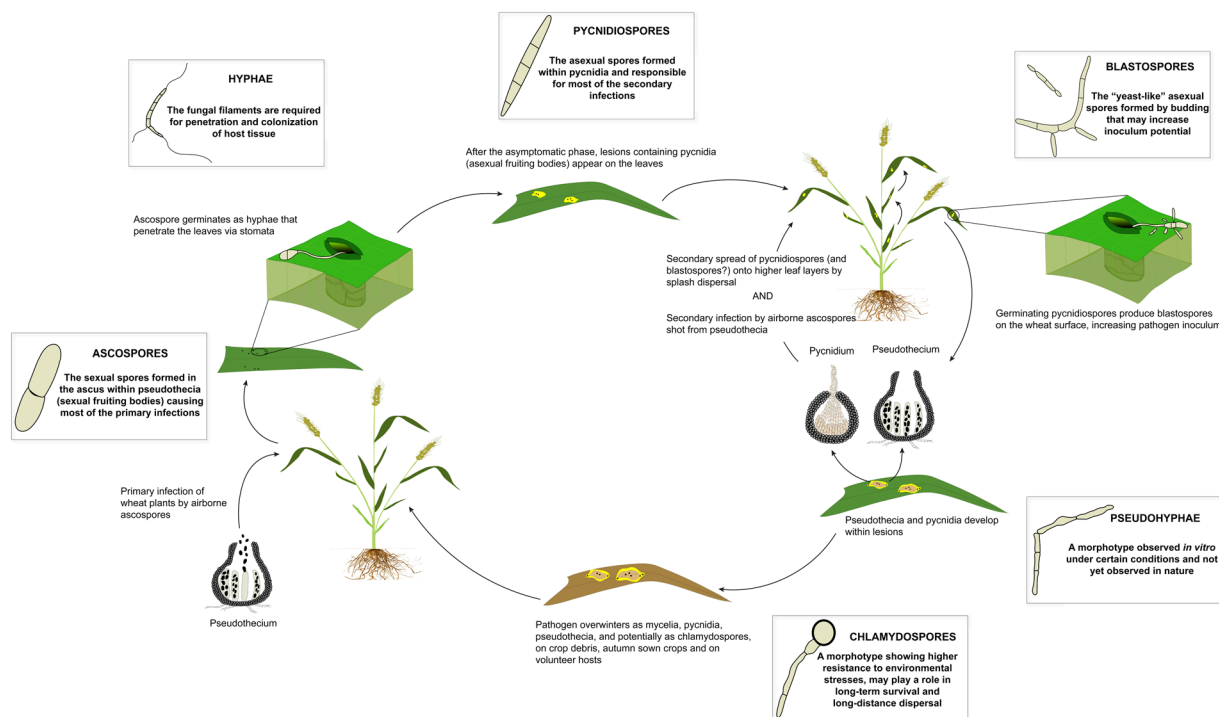 PYCNIDIOSPORES
The asexual spores formed
within pycnidia and responsible
for most of the secondary
infections
HYPHAE
The fungal filaments are required
for penetration and colonization
of host tissue
BLASTOSPORES
The “yeast-like” asexual
spores formed by budding
that may increase
inoculum potential
After the asymptomatic phase, lesions containing pycnidia
(asexual fruiting bodies) appear on the leaves
Ascospore germinates as hyphae that
penetrate the leaves via stomata
Secondary spread of pycnidiospores (and
blastospores?) onto higher leaf layers by
splash dispersal
AND
Secondary infection by airborne ascospores
shot from pseudothecia
Germinating pycnidiospores produce blastospores
on the wheat surface, increasing pathogen inoculum
ASCOSPORES
The sexual spores formed in
the ascus within pseudothecia
(sexual fruiting bodies) causing
most of the primary infections
Pycnidium
Pseudothecium
Primary infection of
wheat plants by airborne
ascospores
Pseudothecium
Pseudothecia and pycnidia develop
within lesions
PSEUDOHYPHAE
A morphotype observed in vitro
under certain conditions and not
yet observed in nature
Pathogen overwinters as mycelia, pycnidia,
pseudothecia, and potentially as chlamydospores,
on crop debris, autumn sown crops and on
volunteer hosts
CHLAMYDOSPORES
A morphotype showing higher
resistance to environmental
stresses, may play a role in
long-term survival and
long-distance dispersal